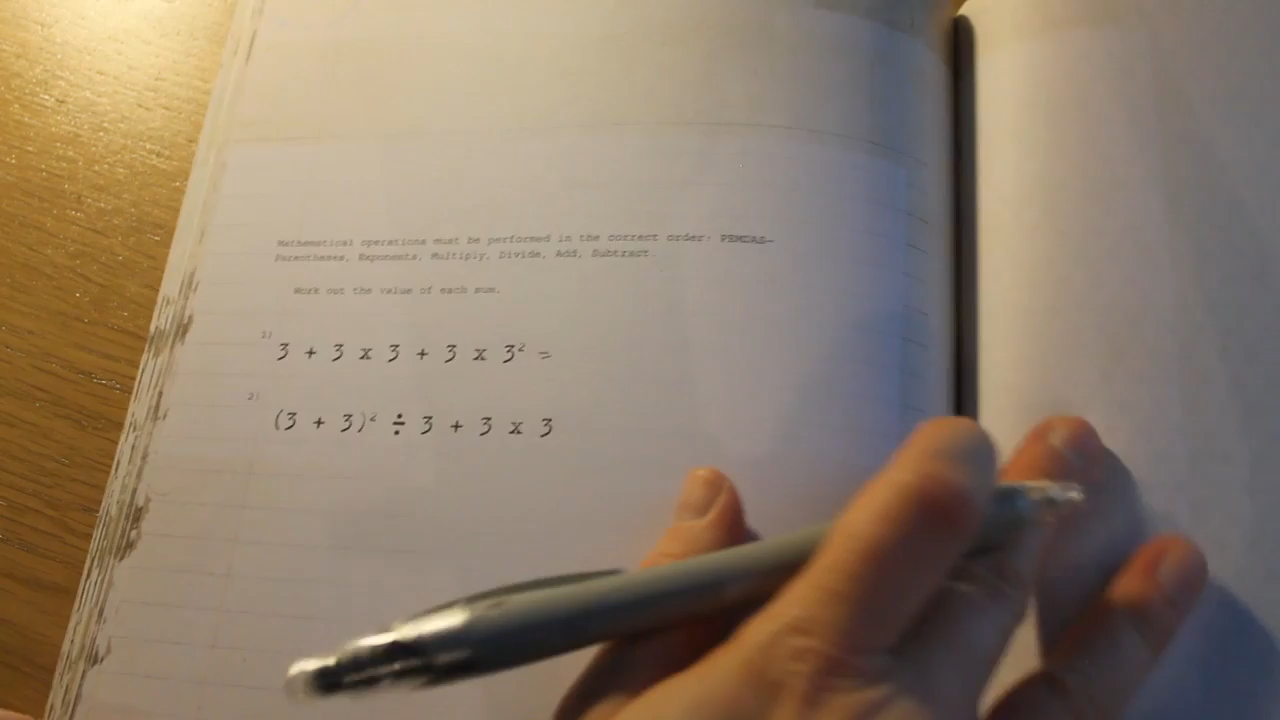 Mathematical operations must be performed in the correct order: PEMDAS—
Parentheses, Exponents, Multiply, Divide, Add, Subtract.
Work out the value of each sum.
1)
3 + 3 x 3 + 3 x 3² =
2)
(3 + 3)² ÷ 3 + 3 x 3